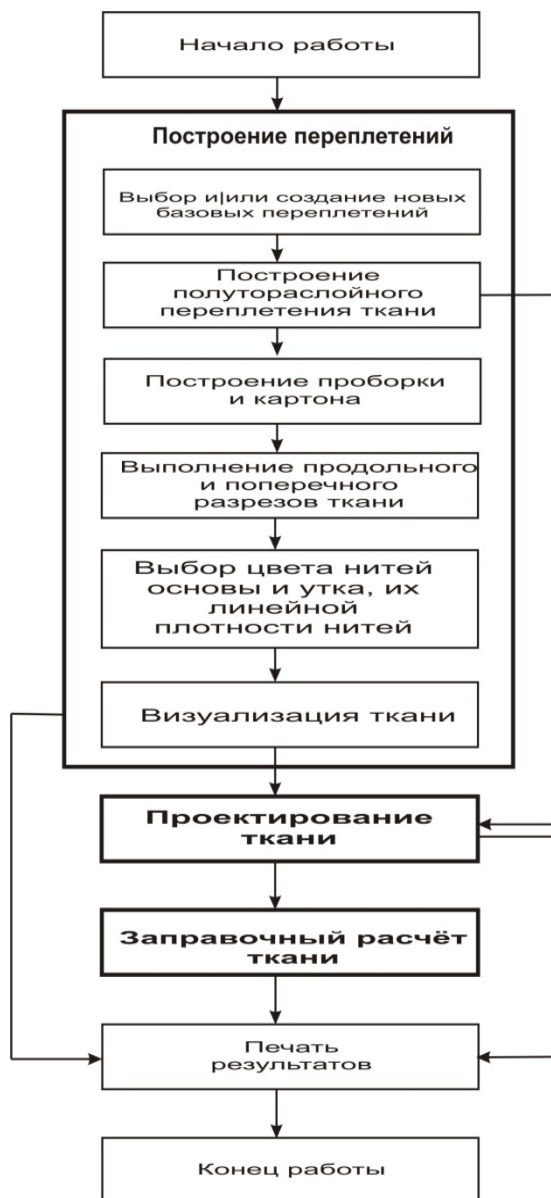 Начало работы
Построение переплетений
Выбор и|или создание новых
базовых переплетений
Построение
полутораслойного
переплетения ткани
Построение проборки
и картона
Выполнение продольного
и поперечного
разрезов ткани
Выбор цвета нитей
основы и утка, их
линейной
плотности нитей
Визуализация ткани
Проектирование
ткани
Заправочный расчёт
ткани
Печать
результатов
Конец работы